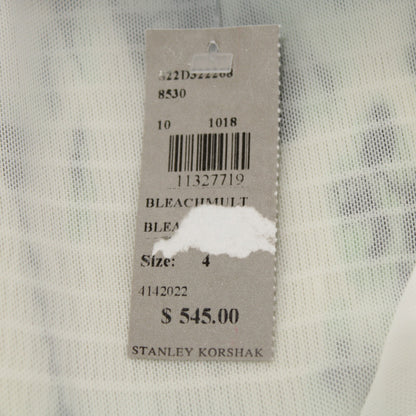 8530
10 1018
11327719
BLEACHMULT
Size: 4
4142022
$ 545.00
STANLEY KORSHAK